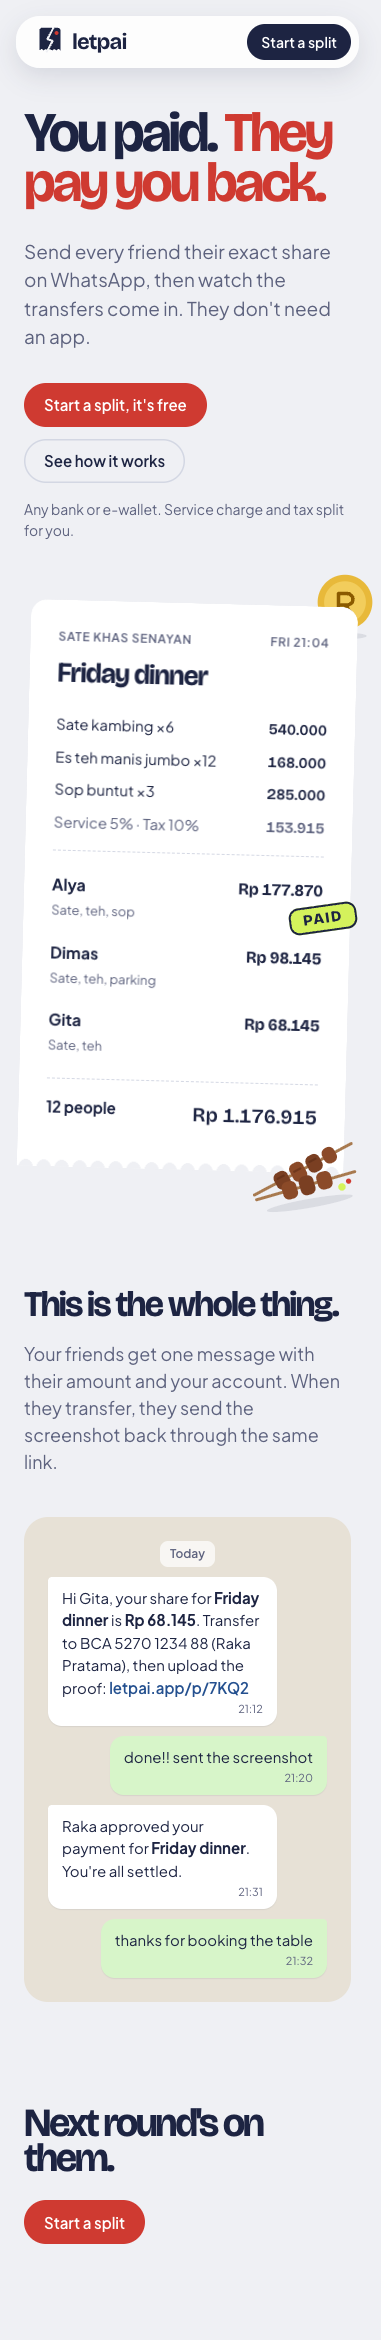 letpai
Start a split
You paid. They
pay you back.
Send every friend their exact share
on WhatsApp, then watch the
transfers come in. They don't need
an app.
Start a split, it's free
See how it works
Any bank or e-wallet. Service charge and tax split
for you.
R
SATE KHAS SENAYAN FRI 21:04
Friday dinner
Sate kambing ×6 540.000
Es teh manis jumbo ×12 168.000
Sop buntut ×3 285.000
Service 5% · Tax 10% 153.915
Alya Rp 177.870
Sate, teh, sop
PAID
Dimas Rp 98.145
Sate, teh, parking
Gita Rp 68.145
Sate, teh
12 people Rp 1.176.915
This is the whole thing.
Your friends get one message with
their amount and your account. When
they transfer, they send the
screenshot back through the same
link.
Today
Hi Gita, your share for Friday
dinner is Rp 68.145. Transfer
to BCA 5270 1234 88 (Raka
Pratama), then upload the
proof: letpai.app/p/7KQ2
21:12
done!! sent the screenshot
21:20
Raka approved your
payment for Friday dinner.
You're all settled.
21:31
thanks for booking the table
21:32
Next round's on
them.
Start a split